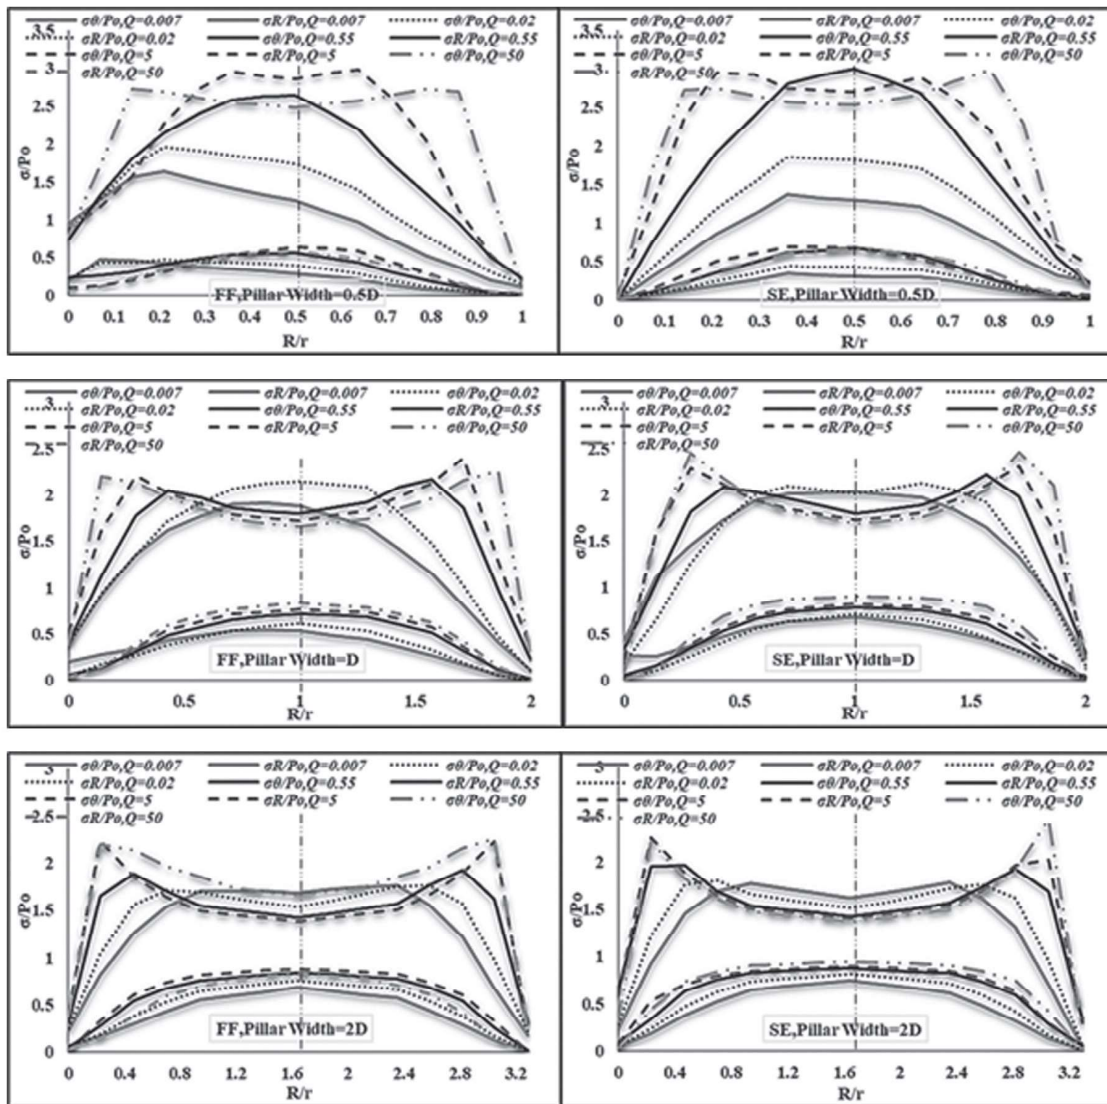 σθ/Po,Q=0.007 σR/Po,Q=0.007 σθ/Po,Q=0.02
σR/Po,Q=0.02 σθ/Po,Q=0.55 σR/Po,Q=0.55
σθ/Po,Q=5 σR/Po,Q=5 σθ/Po,Q=50
σR/Po,Q=50
3.5
3
2.5
2
1.5
1
0.5
0
σ/Po
FF,Pillar Width=0.5D
0 0.1 0.2 0.3 0.4 0.5 0.6 0.7 0.8 0.9 1
R/r
σθ/Po,Q=0.007 σR/Po,Q=0.007 σθ/Po,Q=0.02
σR/Po,Q=0.02 σθ/Po,Q=0.55 σR/Po,Q=0.55
σθ/Po,Q=5 σR/Po,Q=5 σθ/Po,Q=50
σR/Po,Q=50
3.5
3
2.5
2
1.5
1
0.5
0
σ/Po
SE,Pillar Width=0.5D
0 0.1 0.2 0.3 0.4 0.5 0.6 0.7 0.8 0.9 1
R/r
σθ/Po,Q=0.007 σR/Po,Q=0.007 σθ/Po,Q=0.02
σR/Po,Q=0.02 σθ/Po,Q=0.55 σR/Po,Q=0.55
σθ/Po,Q=5 σR/Po,Q=5 σθ/Po,Q=50
σR/Po,Q=50
3
2.5
2
1.5
1
0.5
0
σ/Po
FF,Pillar Width=D
0 0.5 1 1.5 2
R/r
σθ/Po,Q=0.007 σR/Po,Q=0.007 σθ/Po,Q=0.02
σR/Po,Q=0.02 σθ/Po,Q=0.55 σR/Po,Q=0.55
σθ/Po,Q=5 σR/Po,Q=5 σθ/Po,Q=50
σR/Po,Q=50
3
2.5
2
1.5
1
0.5
0
σ/Po
SE,Pillar Width=D
0 0.5 1 1.5 2
R/r
σθ/Po,Q=0.007 σR/Po,Q=0.007 σθ/Po,Q=0.02
σR/Po,Q=0.02 σθ/Po,Q=0.55 σR/Po,Q=0.55
σθ/Po,Q=5 σR/Po,Q=5 σθ/Po,Q=50
σR/Po,Q=50
3
2.5
2
1.5
1
0.5
0
σ/Po
FF,Pillar Width=2D
0 0.4 0.8 1.2 1.6 2 2.4 2.8 3.2
R/r
σθ/Po,Q=0.007 σR/Po,Q=0.007 σθ/Po,Q=0.02
σR/Po,Q=0.02 σθ/Po,Q=0.55 σR/Po,Q=0.55
σθ/Po,Q=5 σR/Po,Q=5 σθ/Po,Q=50
σR/Po,Q=50
3
2.5
2
1.5
1
0.5
0
σ/Po
SE,Pillar Width=2D
0 0.4 0.8 1.2 1.6 2 2.4 2.8 3.2
R/r